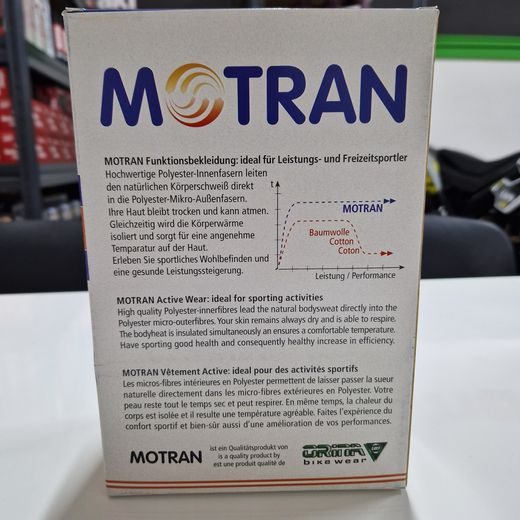 MOTRAN
MOTRAN Funktionsbekleidung: ideal für Leistungs- und Freizeitsportler
Hochwertige Polyester-Innenfasern leiten
den natürlichen Körperschweiß direkt
in die Polyester-Mikro-Außenfasern.
Ihre Haut bleibt trocken und kann atmen.
Gleichzeitig wird die Körperwärme
isoliert und sorgt für eine angenehme
Temperatur auf der Haut.
Erleben Sie sportliches Wohlbefinden und
eine gesunde Leistungssteigerung.
t
MOTRAN
Baumwolle
Cotton
Coton
Leistung / Performance
MOTRAN Active Wear: ideal for sporting activities
High quality Polyester-innerfibres lead the natural bodysweat directly into the
Polyester micro-outerfibres. Your skin remains always dry and is able to respire.
The bodyheat is insulated simultaneously an ensures a comfortable temperature.
Have sporting good health and consequently healthy increase in efficiency.
MOTRAN Vêtement Active: ideal pour des activités sportifs
Les micros-fibres intérieures en Polyester permettent de laisser passer la sueur
naturelle directement dans les micro-fibres extérieures en Polyester. Votre
peau reste tout le temps sec et peut respirer. En même temps, la chaleur du
corps est isolée et il resulte une température agréable. Faites l'expérience du
confort sportif et bien-sûr aussi d'une amélioration de vos performances.
MOTRAN
ist ein Qualitätsprodukt von
is a quality product by
est une produit qualité de
ORINA
bike wear